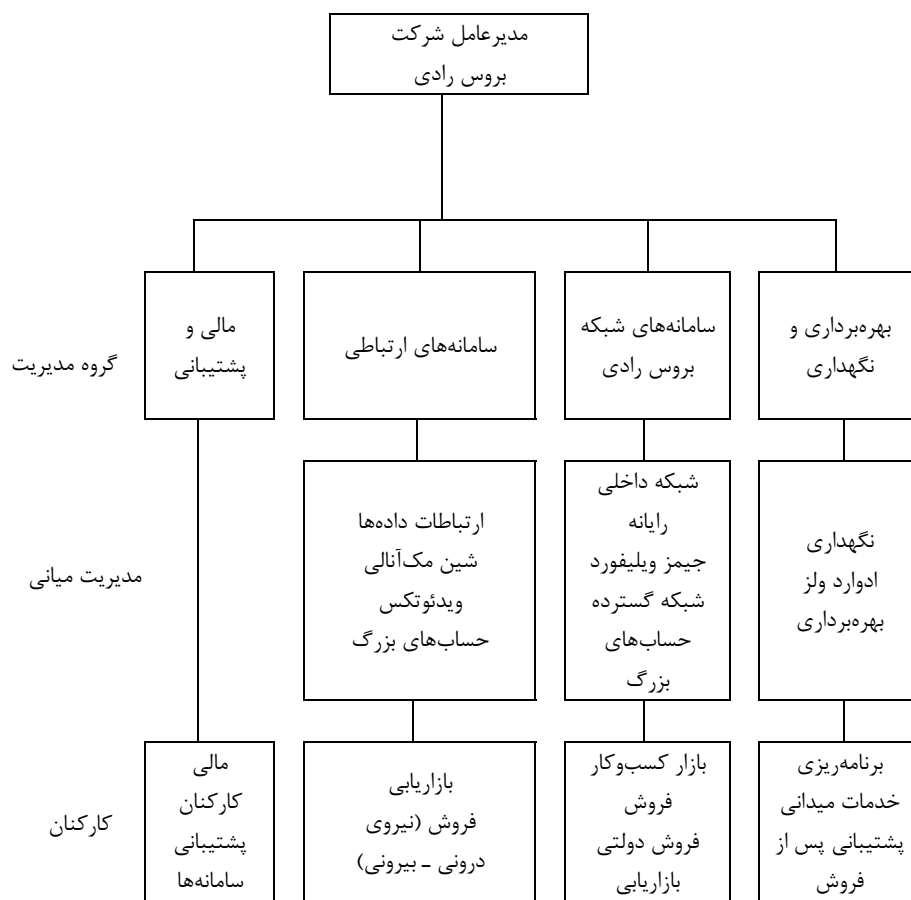 مدیرعامل شرکت
بروس رادی
بهره‌برداری و
نگهداری
سامانه‌های شبکه
بروس رادی
سامانه‌های ارتباطی
مالی و
پشتیبانی
گروه مدیریت
نگهداری
ادوارد ولز
بهره‌برداری
شبکه داخلی
رایانه
جیمز ویلیفورد
شبکه گسترده
حساب‌های
بزرگ
ارتباطات داده‌ها
شین مک‌آنالی
ویدئوتکس
حساب‌های بزرگ
مدیریت میانی
برنامه‌ریزی
خدمات میدانی
پشتیبانی پس از
فروش
بازار کسب‌وکار
فروش
فروش دولتی
بازاریابی
بازاریابی
فروش (نیروی
درونی ـ بیرونی)
مالی
کارکنان
پشتیبانی
سامانه‌ها
کارکنان